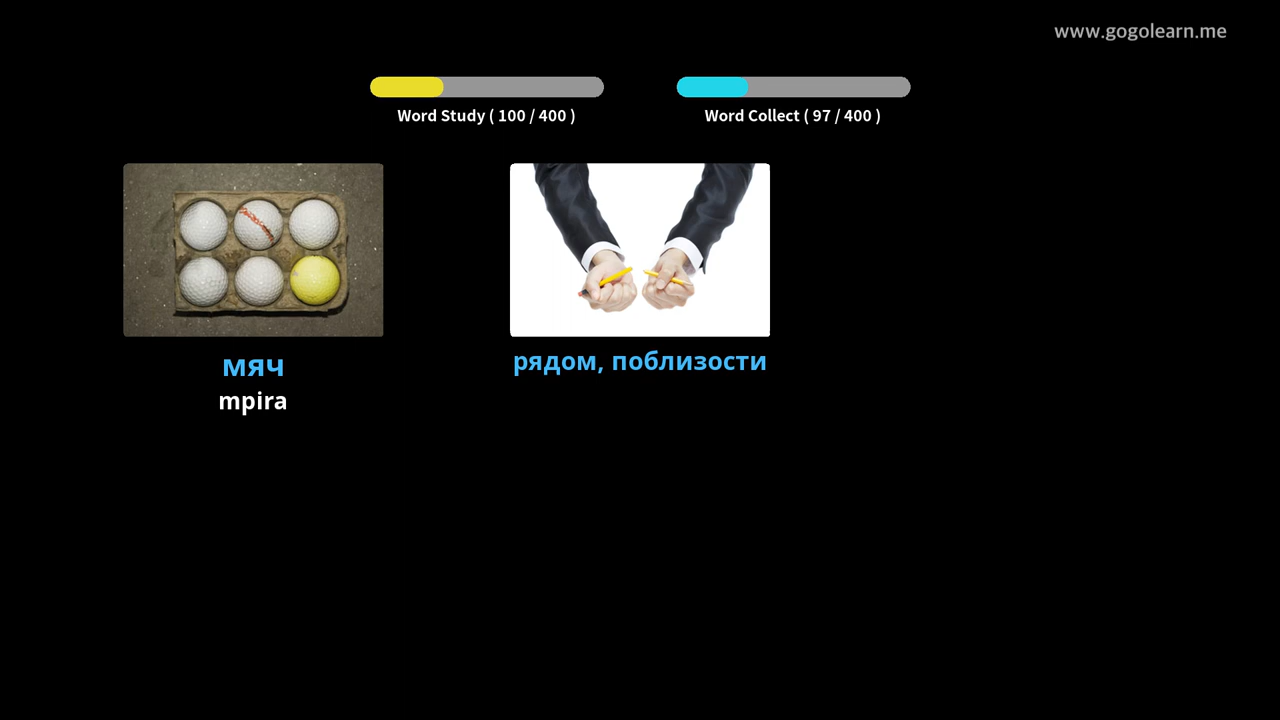 www.gogolearn.me
Word Study ( 100 / 400 )
Word Collect ( 97 / 400 )
мяч
mpira
рядом, поблизости